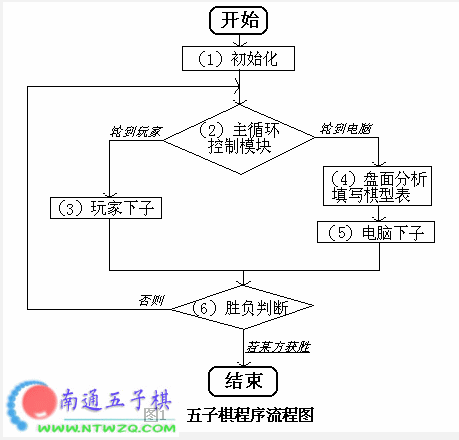 开始
（1）初始化
轮到玩家
（2）主循环
控制模块
轮到电脑
（3）玩家下子
（4）盘面分析
填写棋型表
（5）电脑下子
否则
（6）胜负判断
若某方获胜
结束
南通五子棋
WWW.NTWZQ.COM
图1
五子棋程序流程图